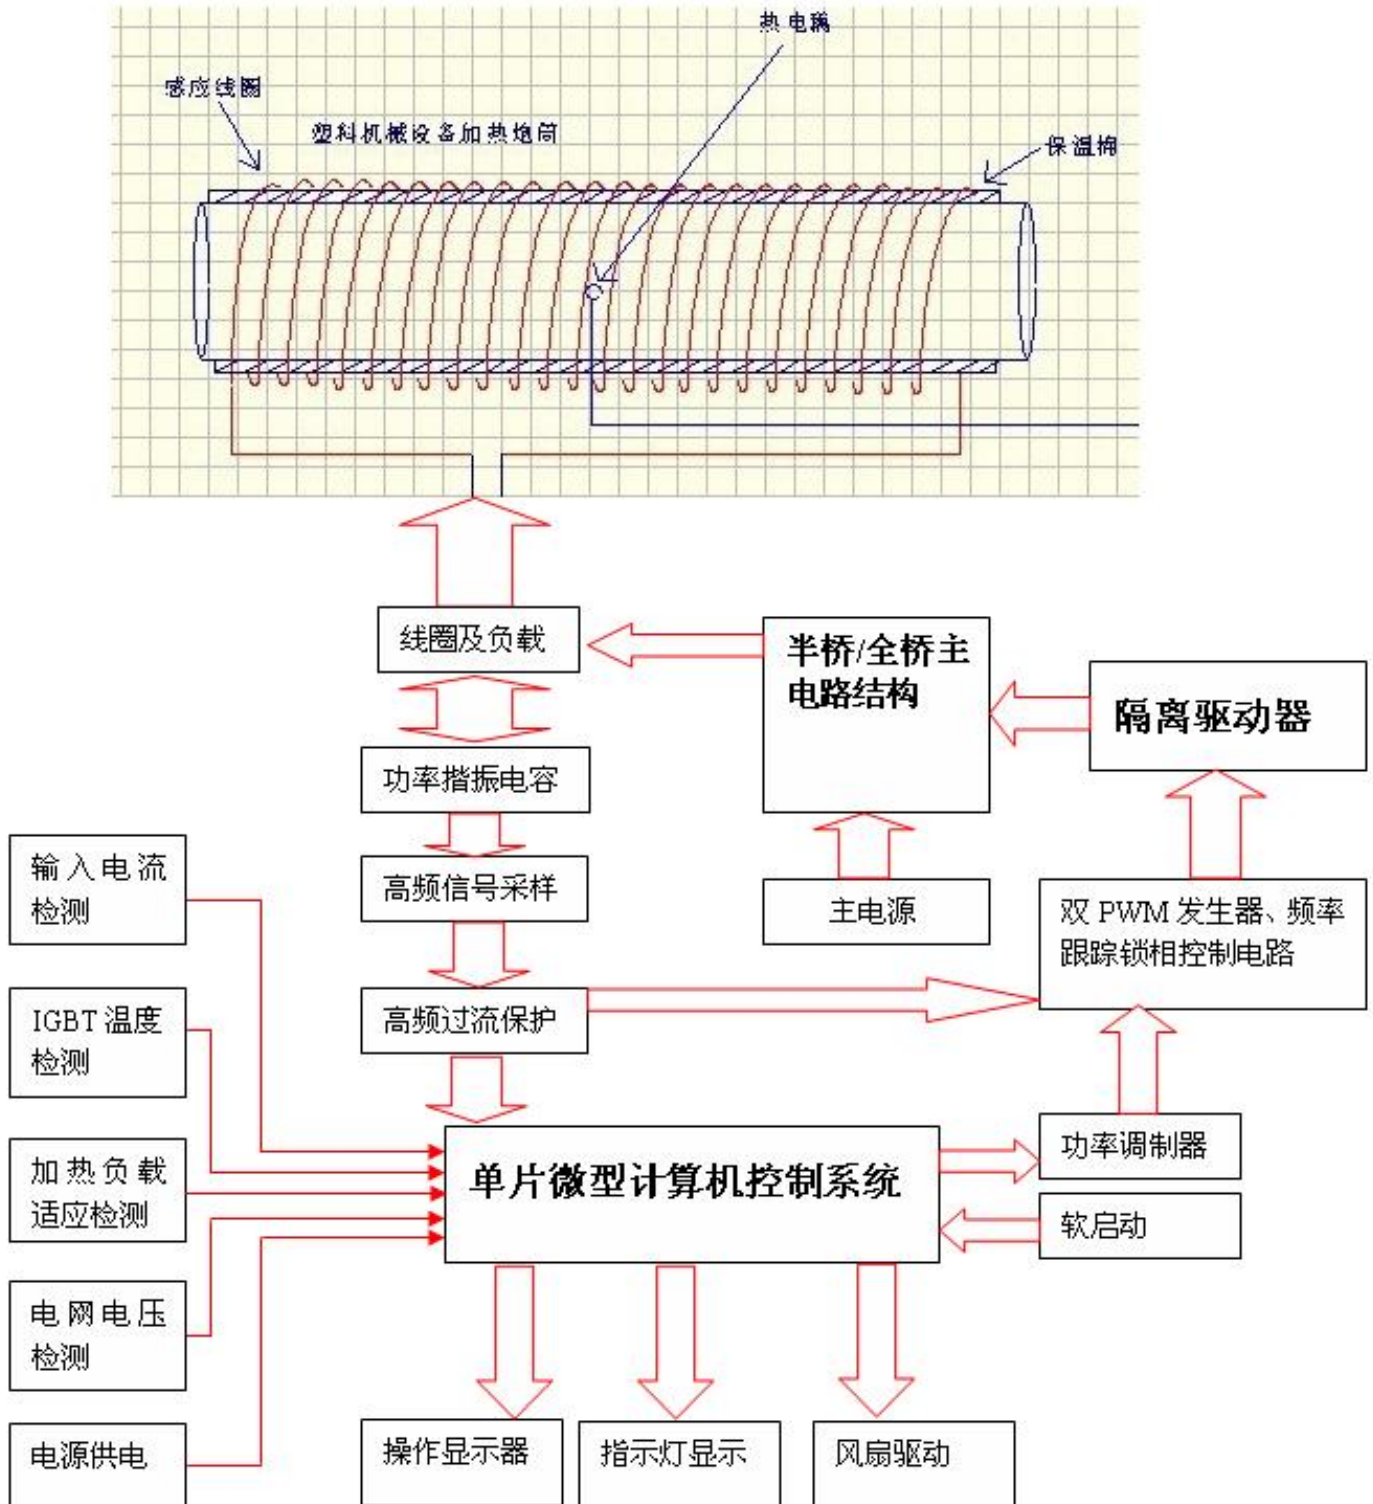 热电藕
感应线圈
塑料机械设备加热炮筒
保温棉
线圈及负载
半桥/全桥主
电路结构
隔离驱动器
功率揩振电容
输入电流
检测
高频信号采样
主电源
双 PWM 发生器、频率
跟踪锁相控制电路
IGBT 温度
检测
高频过流保护
功率调制器
加热负载
适应检测
单片微型计算机控制系统
软启动
电网电压
检测
电源供电
操作显示器
指示灯显示
风扇驱动